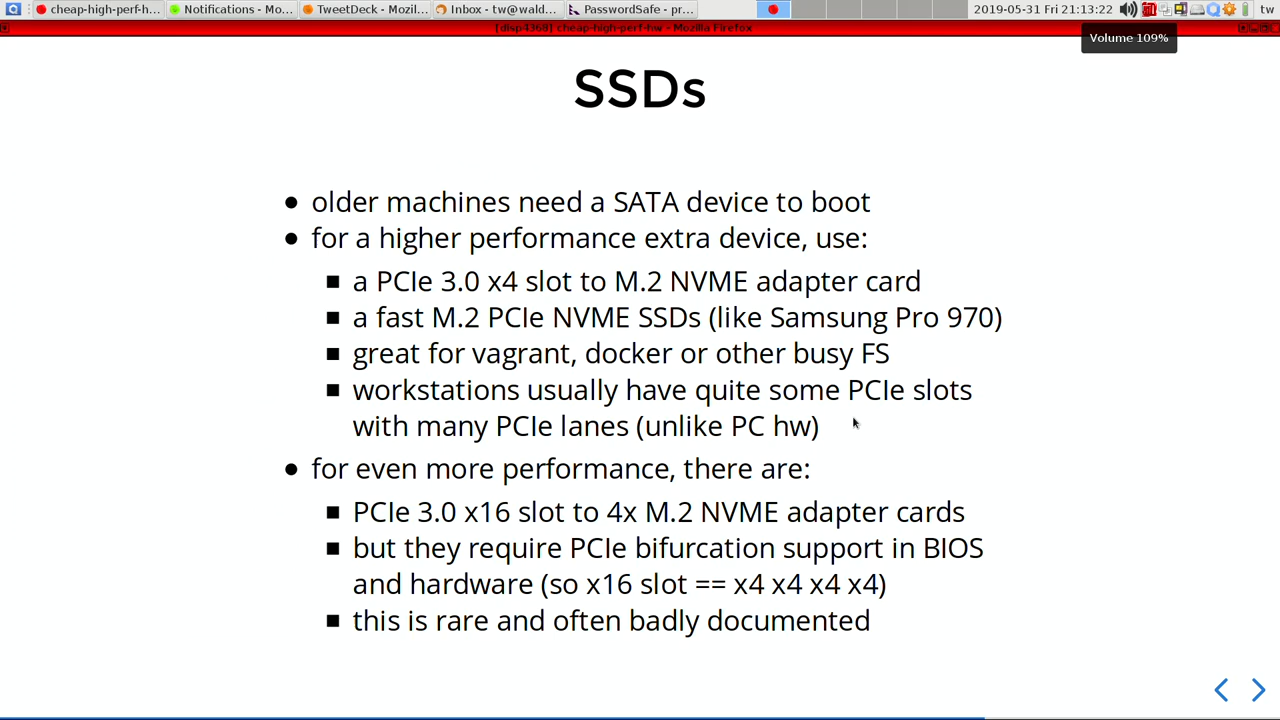 cheap-high-perf-h...
Notifications - Mo...
TweetDeck - Mozil...
Inbox - tw@wald...
PasswordSafe - pr...
2019-05-31 Fri 21:13:22
tw
[disp4368] cheap-high-perf-hw - Mozilla Firefox
Volume 109%
SSDs
● older machines need a SATA device to boot
● for a higher performance extra device, use:
■ a PCIe 3.0 x4 slot to M.2 NVME adapter card
■ a fast M.2 PCIe NVME SSDs (like Samsung Pro 970)
■ great for vagrant, docker or other busy FS
■ workstations usually have quite some PCIe slots
with many PCIe lanes (unlike PC hw)
● for even more performance, there are:
■ PCIe 3.0 x16 slot to 4x M.2 NVME adapter cards
■ but they require PCIe bifurcation support in BIOS
and hardware (so x16 slot == x4 x4 x4 x4)
■ this is rare and often badly documented